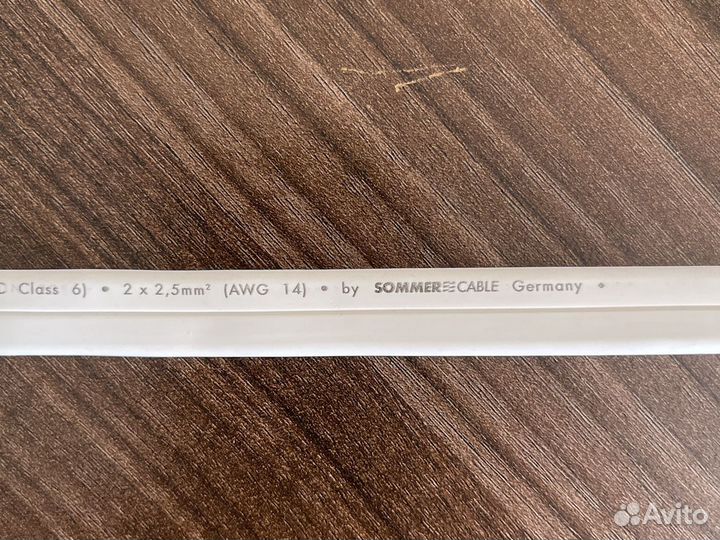 Class 6) • 2 x 2,5mm² (AWG 14) • by SOMMER CABLE Germany •
Avito